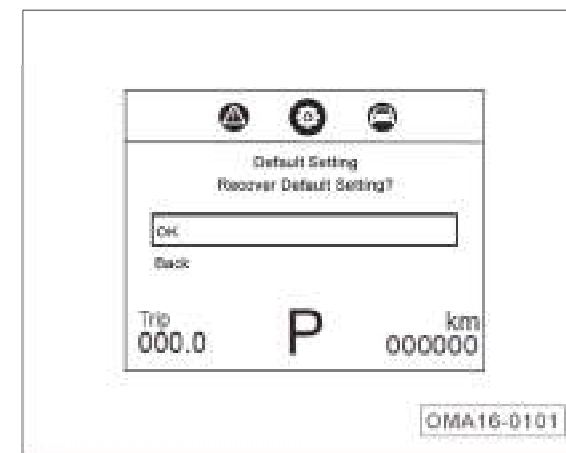 Default Setting
Recover Default Setting?
OK
Back
Trip
000.0
P
km
000000
OMA16-0101